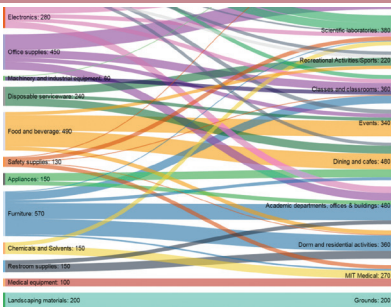 Electronics: 280
Office supplies: 450
Machinery and industrial equipment: 60
Disposable serviceware: 240
Food and beverage: 490
Safety supplies: 130
Appliances: 150
Furniture: 570
Chemicals and Solvents: 150
Restroom supplies: 150
Medical equipment: 100
Landscaping materials: 200
Scientific laboratories: 380
Recreational Activities/Sports: 220
Classes and classrooms: 360
Events: 340
Dining and cafes: 480
Academic departments, offices & buildings: 460
Dorm and residential activities: 360
MIT Medical: 270
Grounds: 200